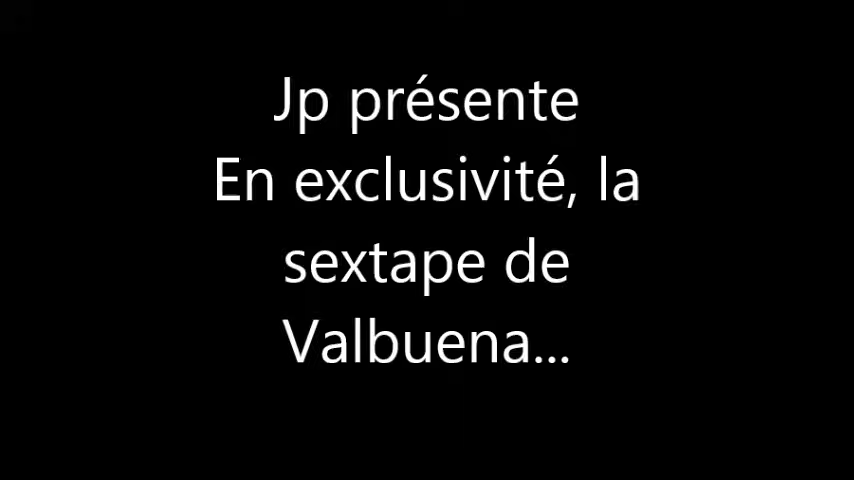 Jp présente
En exclusivité, la
sextape de
Valbuena...